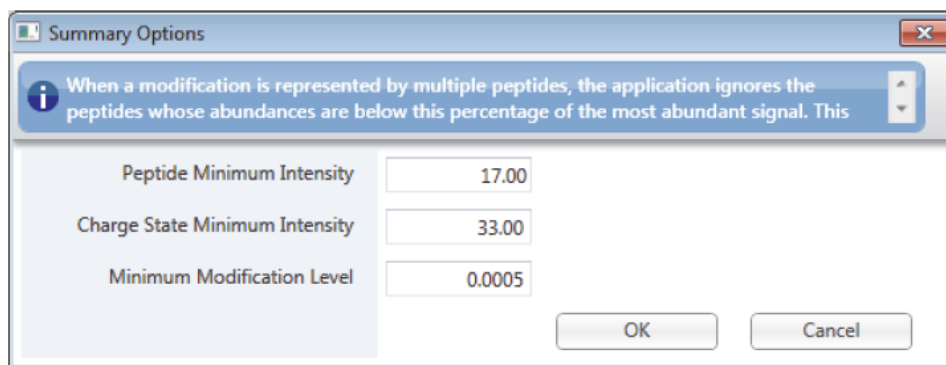 Summary Options
When a modification is represented by multiple peptides, the application ignores the
peptides whose abundances are below this percentage of the most abundant signal. This
Peptide Minimum Intensity 17.00
Charge State Minimum Intensity 33.00
Minimum Modification Level 0.0005
OK Cancel